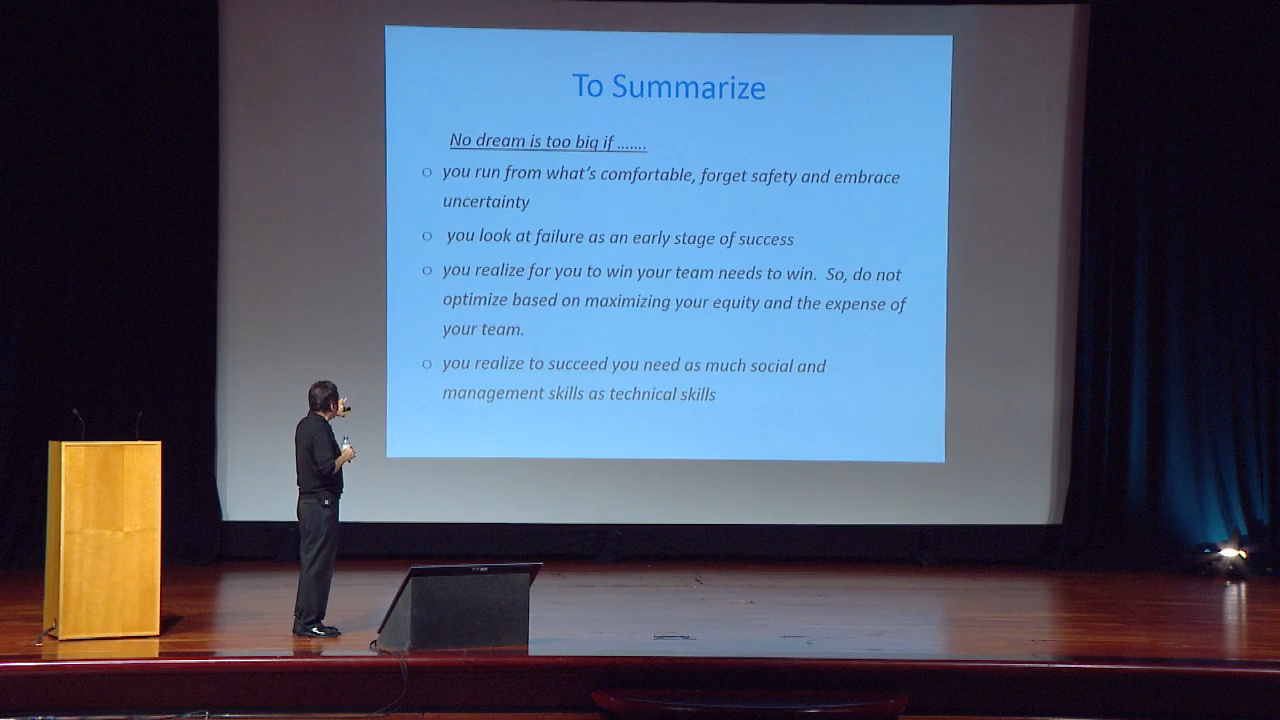 To Summarize
No dream is too big if .......
o you run from what's comfortable, forget safety and embrace
uncertainty
o you look at failure as an early stage of success
o you realize for you to win your team needs to win. So, do not
optimize based on maximizing your equity and the expense of
your team.
o you realize to succeed you need as much social and
management skills as technical skills